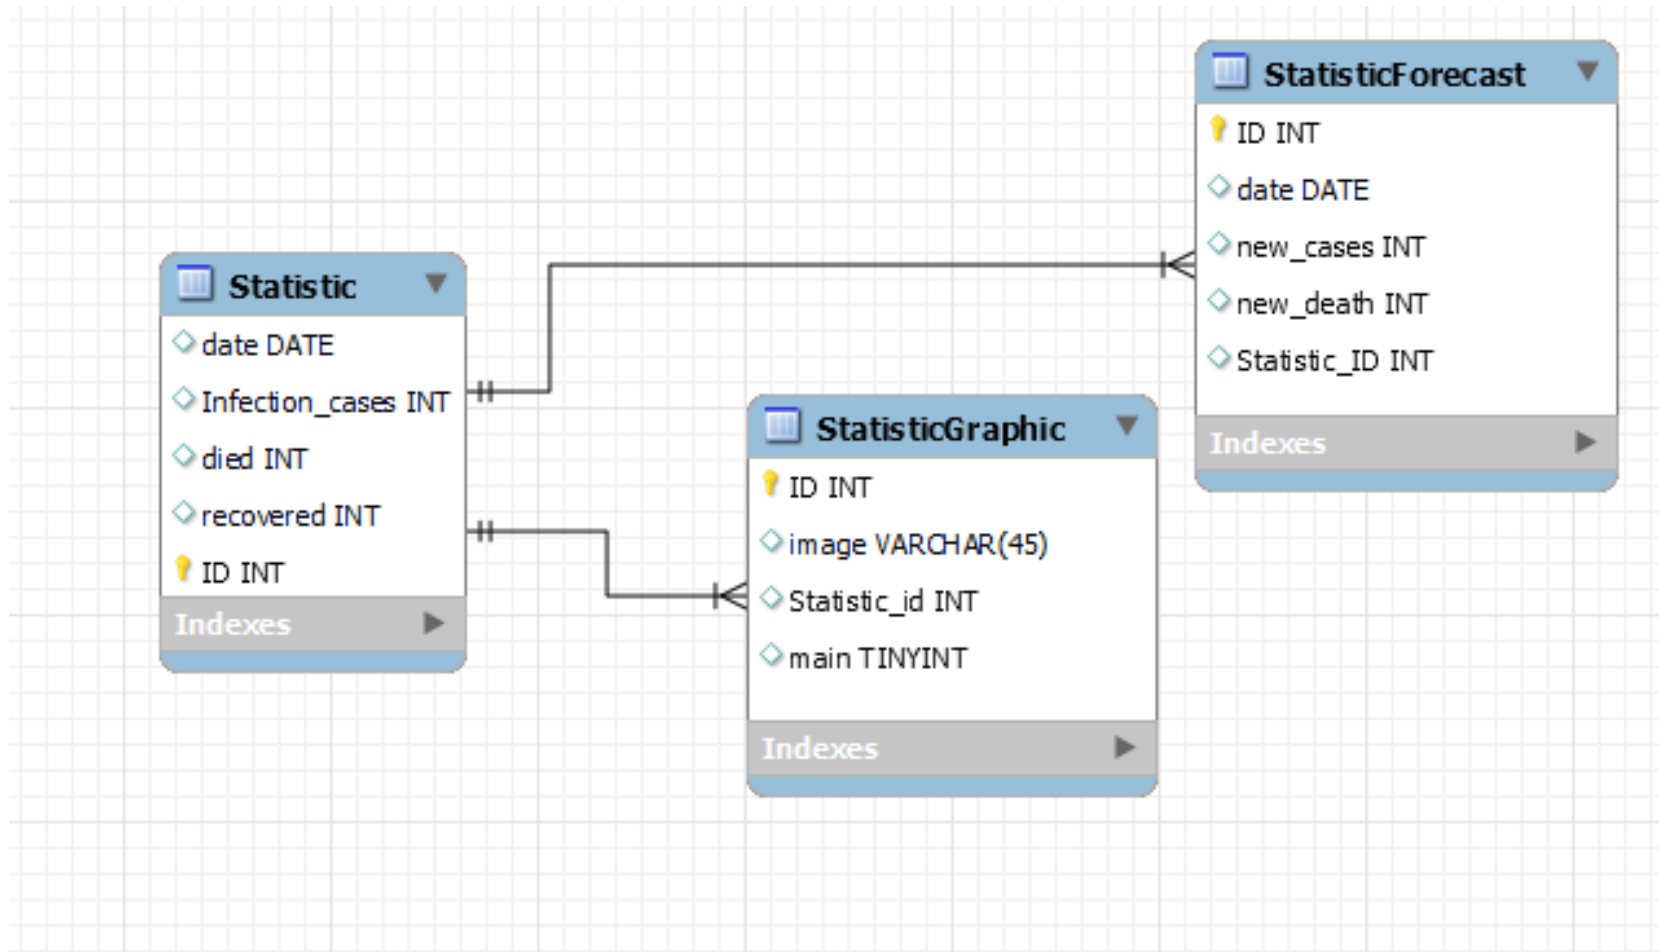 Statistic
date DATE
Infection_cases INT
died INT
recovered INT
ID INT
Indexes
StatisticGraphic
ID INT
image VARCHAR(45)
Statistic_id INT
main TINYINT
Indexes
StatisticForecast
ID INT
date DATE
new_cases INT
new_death INT
Statistic_ID INT
Indexes